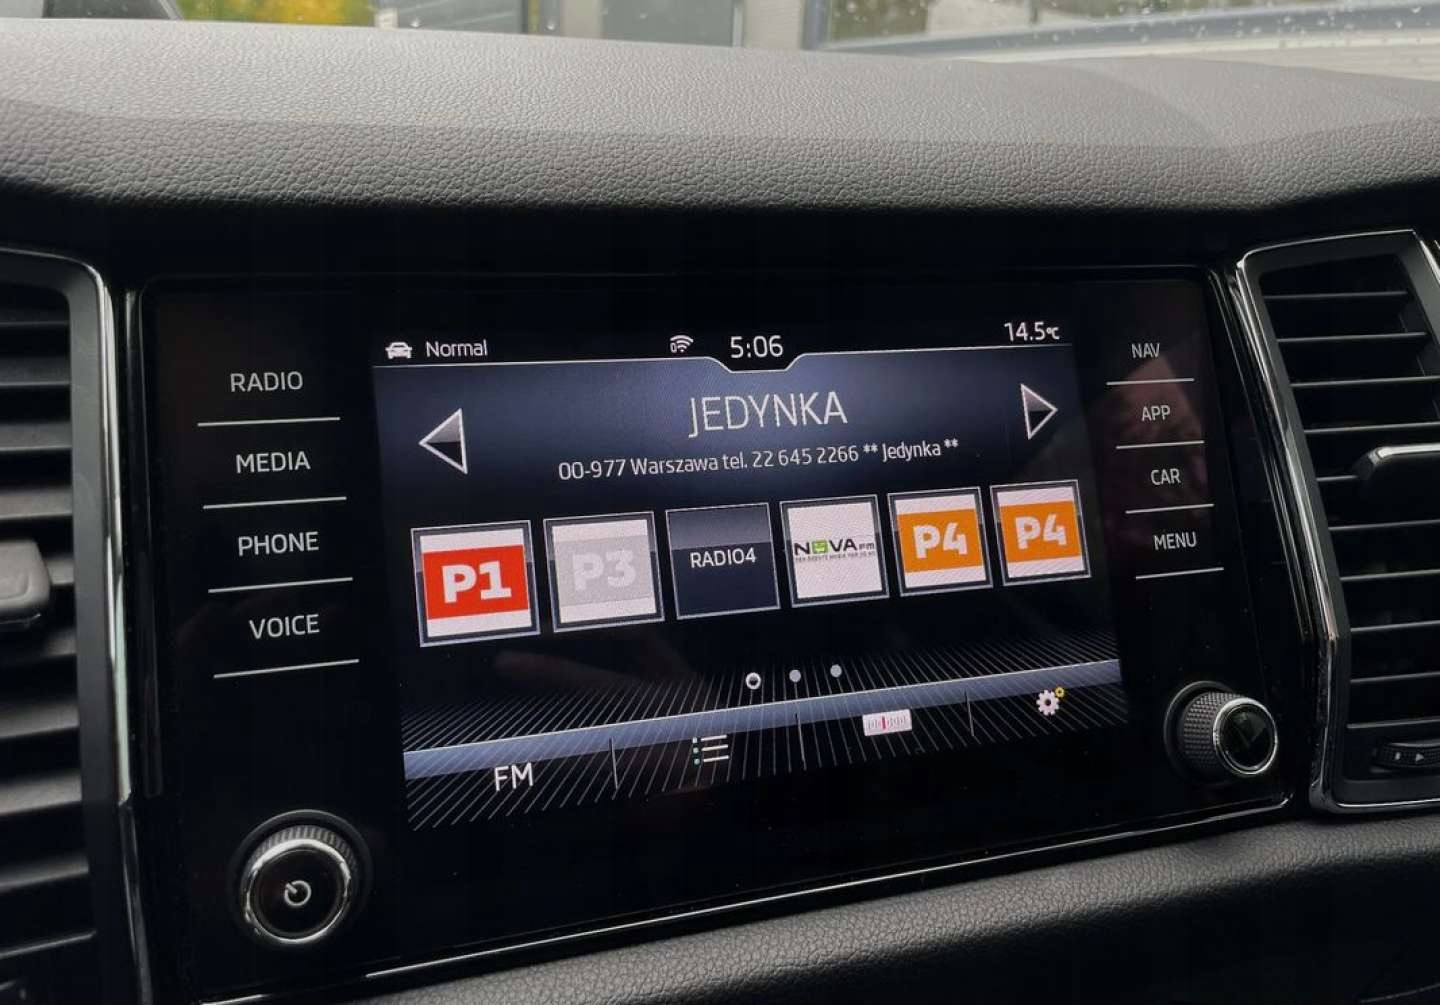 Normal
5:06
14.5°C
JEDYNKA
00-977 Warszawa tel. 22 645 2266 ** Jedynka **
P1
P3
RADIO4
NOVA fm
P4
P4
FM
RADIO
MEDIA
PHONE
VOICE
NAV
APP
CAR
MENU